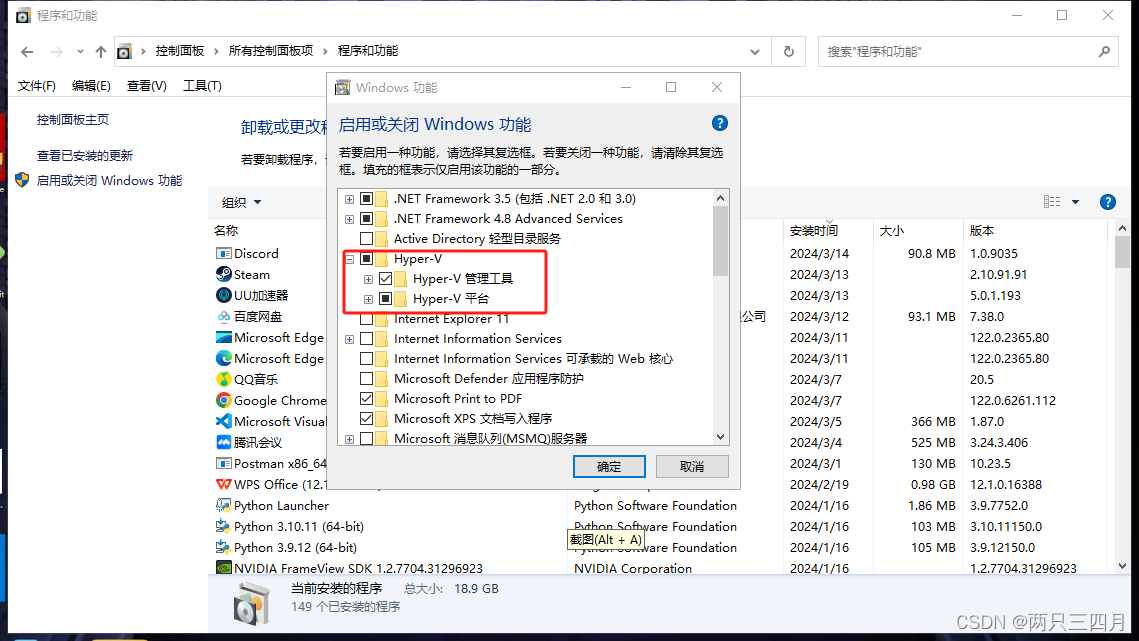 程序和功能
控制面板 › 所有控制面板项 › 程序和功能
搜索"程序和功能"
文件(F) 编辑(E) 查看(V) 工具(T)
控制面板主页
查看已安装的更新
启用或关闭 Windows 功能
卸载或更改程
若要卸载程序,
组织
名称 安装时间 大小 版本
Discord 2024/3/14 90.8 MB 1.0.9035
Steam 2024/3/13 2.10.91.91
UU加速器 2024/3/13 5.0.1.193
百度网盘 公司 2024/3/12 93.1 MB 7.38.0
Microsoft Edge 2024/3/11 122.0.2365.80
Microsoft Edge 2024/3/11 122.0.2365.80
QQ音乐 2024/3/7 20.5
Google Chrome 2024/3/7 122.0.6261.112
Microsoft Visual 2024/3/5 366 MB 1.87.0
腾讯会议 2024/3/4 525 MB 3.24.3.406
Postman x86_64 2024/3/1 130 MB 10.23.5
WPS Office (12.1 2024/2/19 0.98 GB 12.1.0.16388
Python Launcher Python Software Foundation 2024/1/16 1.86 MB 3.9.7752.0
Python 3.10.11 (64-bit) Python Software Foundation 2024/1/16 103 MB 3.10.11150.0
Python 3.9.12 (64-bit) Foundation 2024/1/16 105 MB 3.9.12150.0
NVIDIA FrameView SDK 1.2.7704.31296923 NVIDIA Corporation 2024/1/16 1.2.7704.31296923
截图(Alt + A)
当前安装的程序 总大小: 18.9 GB
149 个已安装的程序
Windows 功能
启用或关闭 Windows 功能
若要启用一种功能,请选择其复选框。若要关闭一种功能,请清除其复选
框。填充的框表示仅启用该功能的一部分。
.NET Framework 3.5 (包括 .NET 2.0 和 3.0)
.NET Framework 4.8 Advanced Services
Active Directory 轻型目录服务
Hyper-V
Hyper-V 管理工具
Hyper-V 平台
Internet Explorer 11
Internet Information Services
Internet Information Services 可承载的 Web 核心
Microsoft Defender 应用程序防护
Microsoft Print to PDF
Microsoft XPS 文档写入程序
Microsoft 消息队列(MSMQ)服务器
确定 取消
CSDN @两只三四月